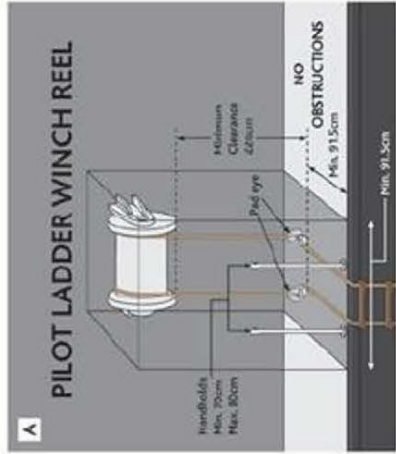 A
PILOT LADDER WINCH REEL
Handholds
Min. 70cm
Max. 80cm
Minimum
Clearance
220cm
Pad eye
NO
OBSTRUCTIONS
Min. 91.5cm
Min. 91.5cm